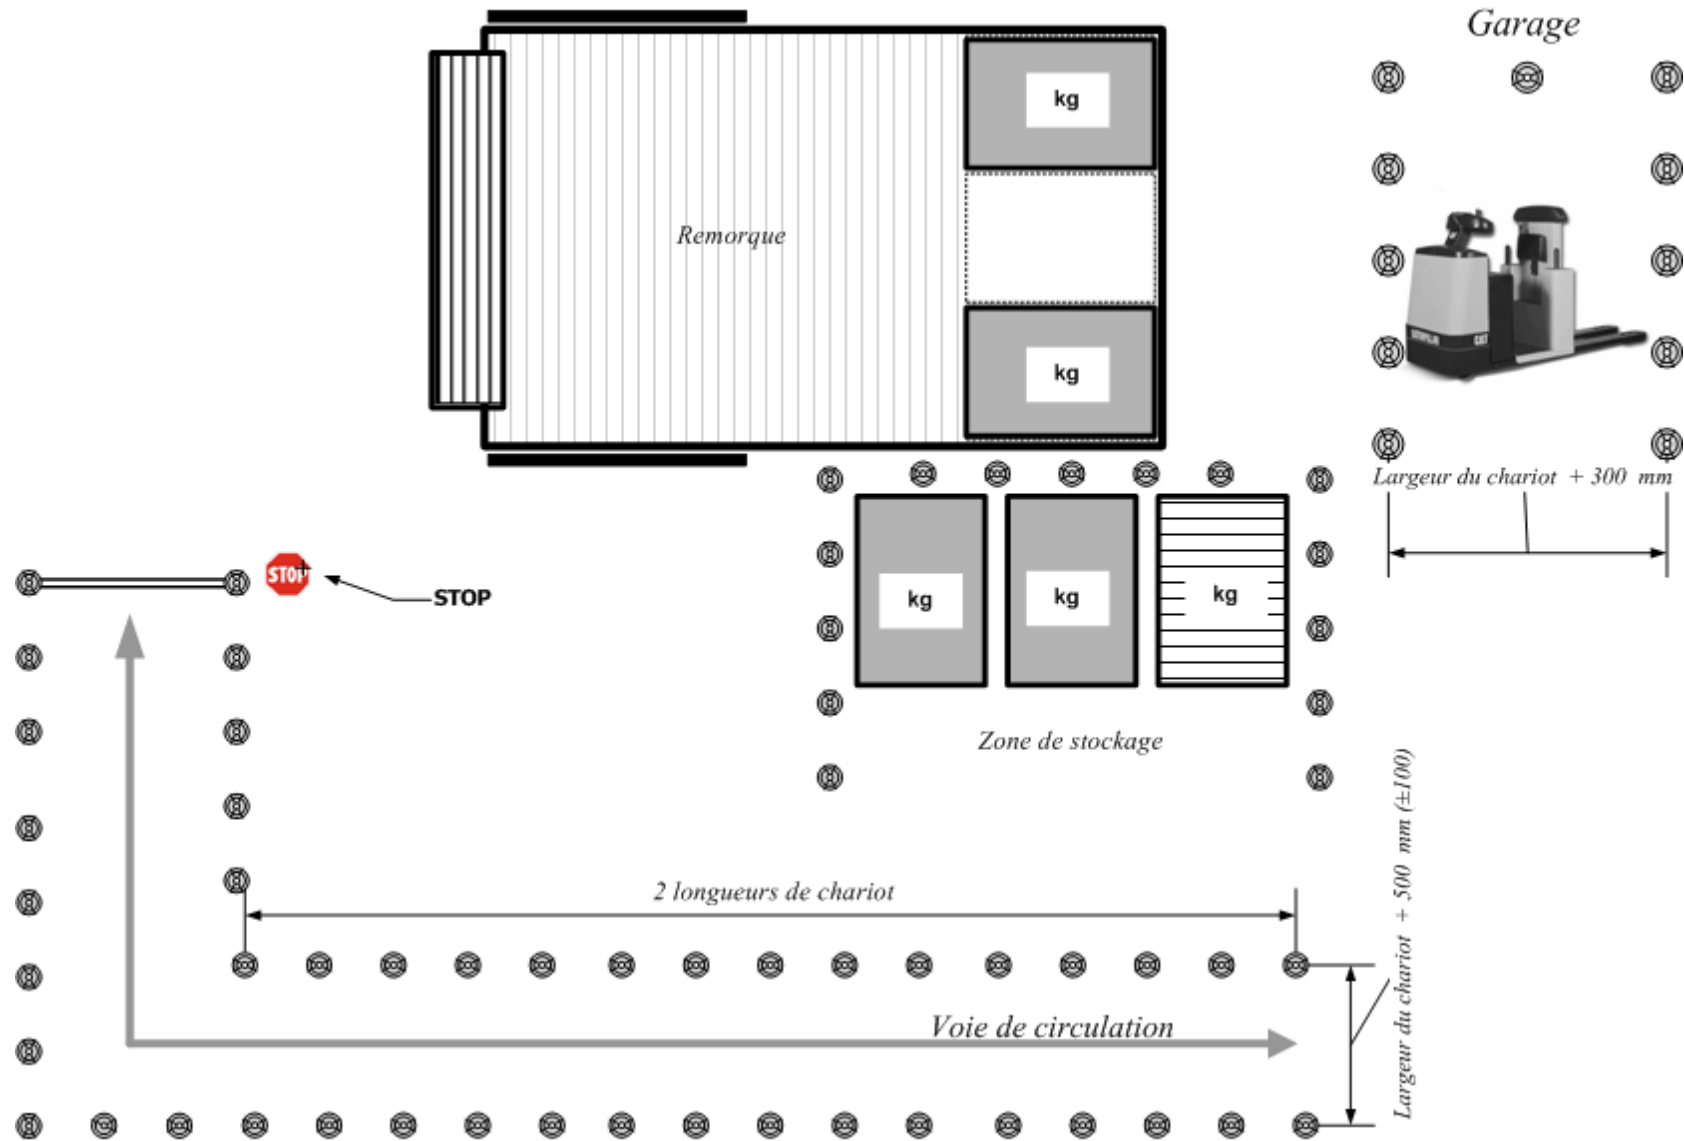 Garage
kg
Remorque
kg
Largeur du chariot + 300 mm
STOP
STOP
kg
kg
kg
Zone de stockage
2 longueurs de chariot
Largeur du chariot + 500 mm (±100)
Voie de circulation